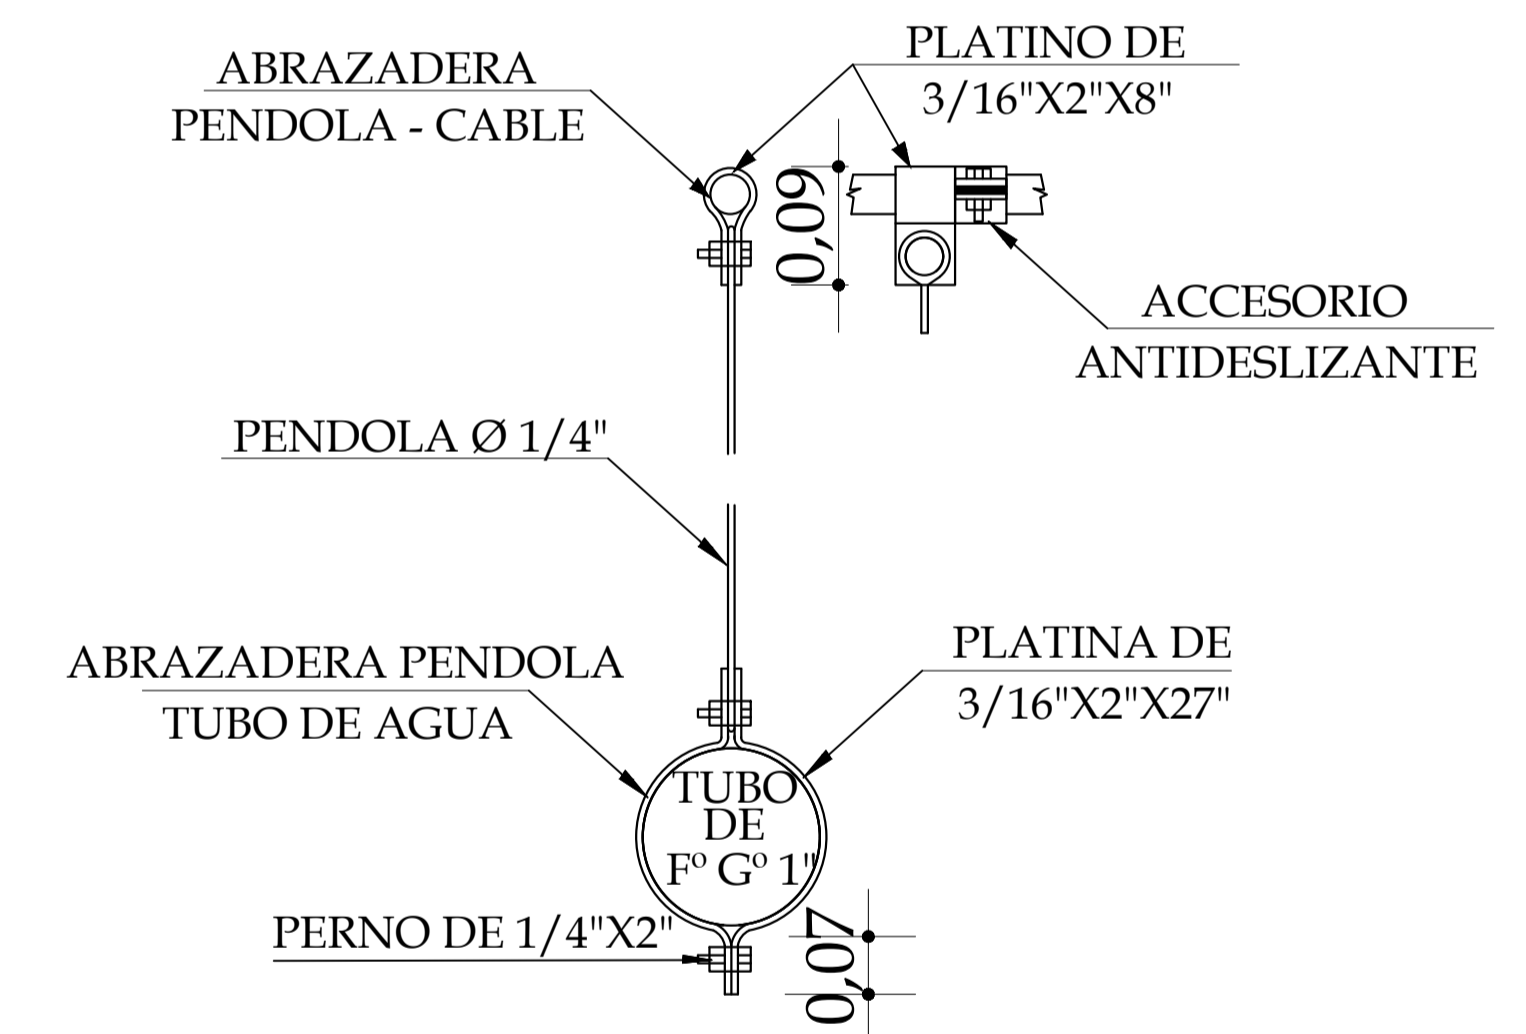 ABRAZADERA
PENDOLA - CABLE
PLATINO DE
3/16"X2"X8"
0,09
ACCESORIO
ANTIDESLIZANTE
PENDOLA Ø 1/4"
ABRAZADERA PENDOLA
TUBO DE AGUA
PLATINA DE
3/16"X2"X27"
TUBO
DE
Fº Gº 1"
PERNO DE 1/4"X2"
0,07